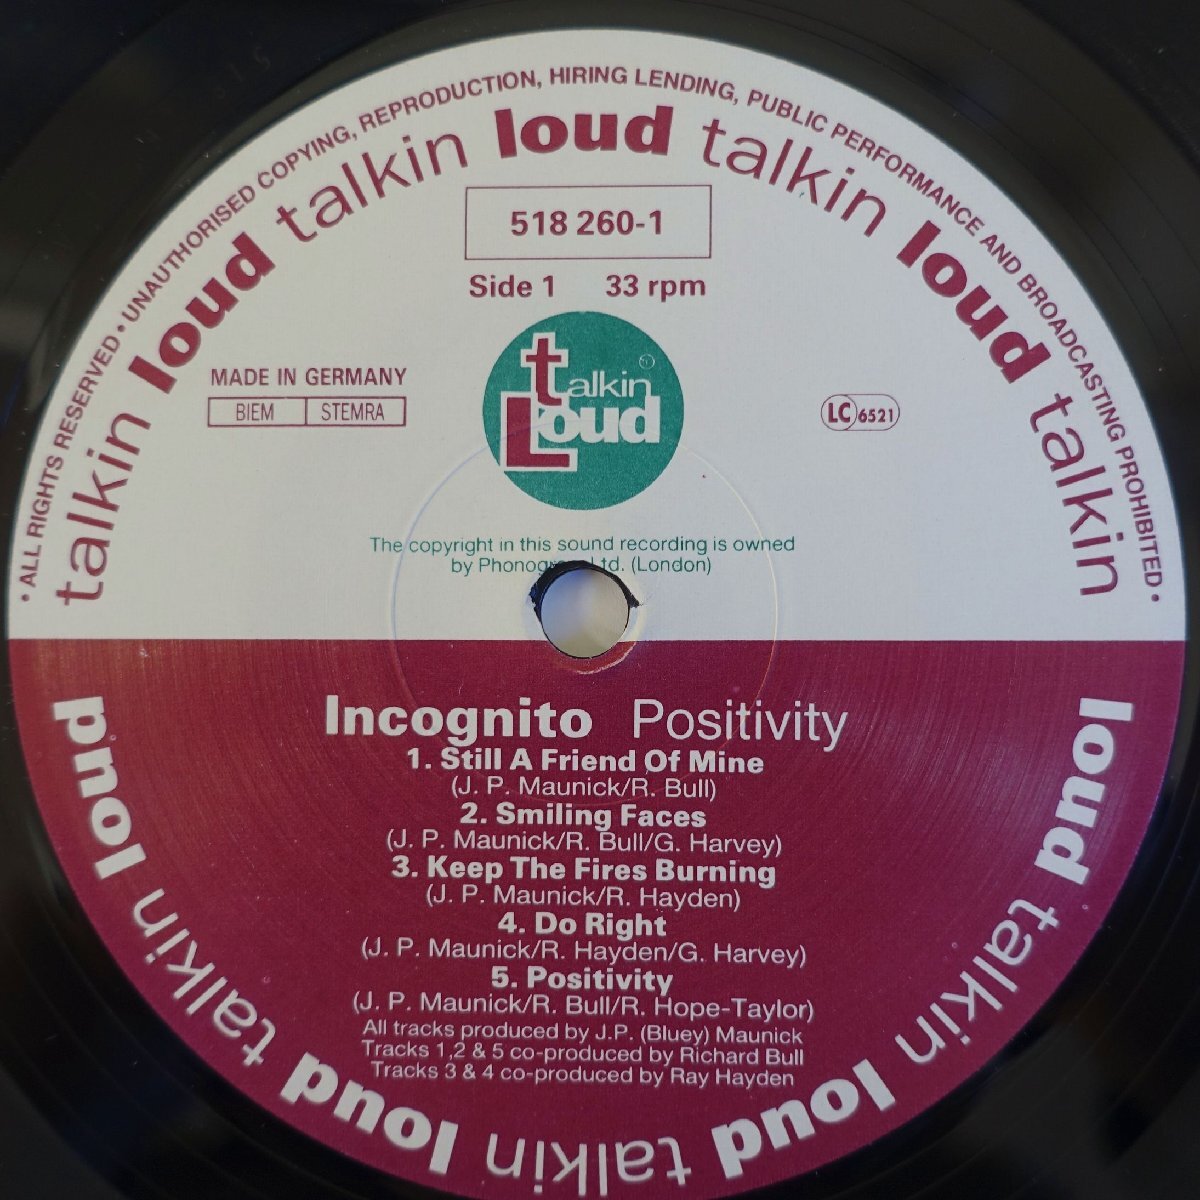 • ALL RIGHTS RESERVED • UNAUTHORISED COPYING, REPRODUCTION, HIRING LENDING, PUBLIC PERFORMANCE AND BROADCASTING PROHIBITED •
talkin loud talkin loud talkin loud talkin
518 260-1
Side 1 33 rpm
talkin
Loud
MADE IN GERMANY
BIEM STEMRA
LC 6521
The copyright in this sound recording is owned
by Ltd. (London)
Incognito Positivity
1. Still A Friend Of Mine
(J. P. Maunick/R. Bull)
2. Smiling Faces
(J. P. Maunick/R. Bull/G. Harvey)
3. Keep The Fires Burning
(J. P. Maunick/R. Hayden)
4. Do Right
(J. P. Maunick/R. Hayden/G. Harvey)
5. Positivity
(J. P. Maunick/R. Bull/R. Hope-Taylor)
All tracks produced by J.P. (Bluey) Maunick
Tracks 1,2 & 5 co-produced by Richard Bull
Tracks 3 & 4 co-produced by Ray Hayden
loud talkin loud talkin loud talkin loud